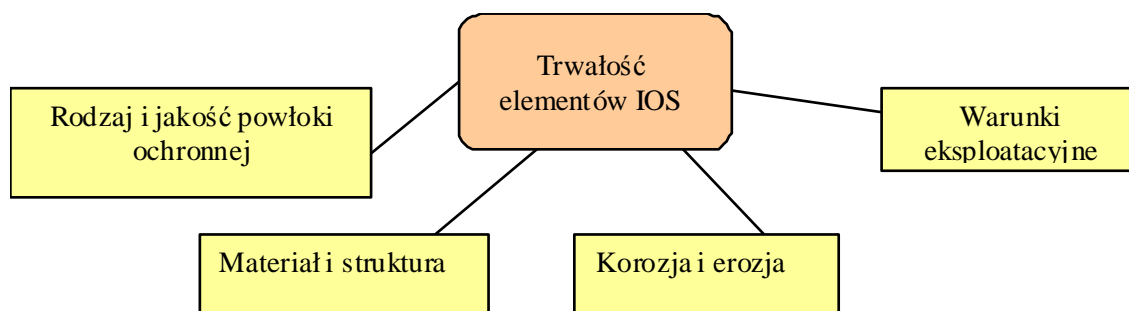 Trwałość
elementów IOS
Rodzaj i jakość powłoki
ochronnej
Warunki
eksploatacyjne
Materiał i struktura
Korozja i erozja